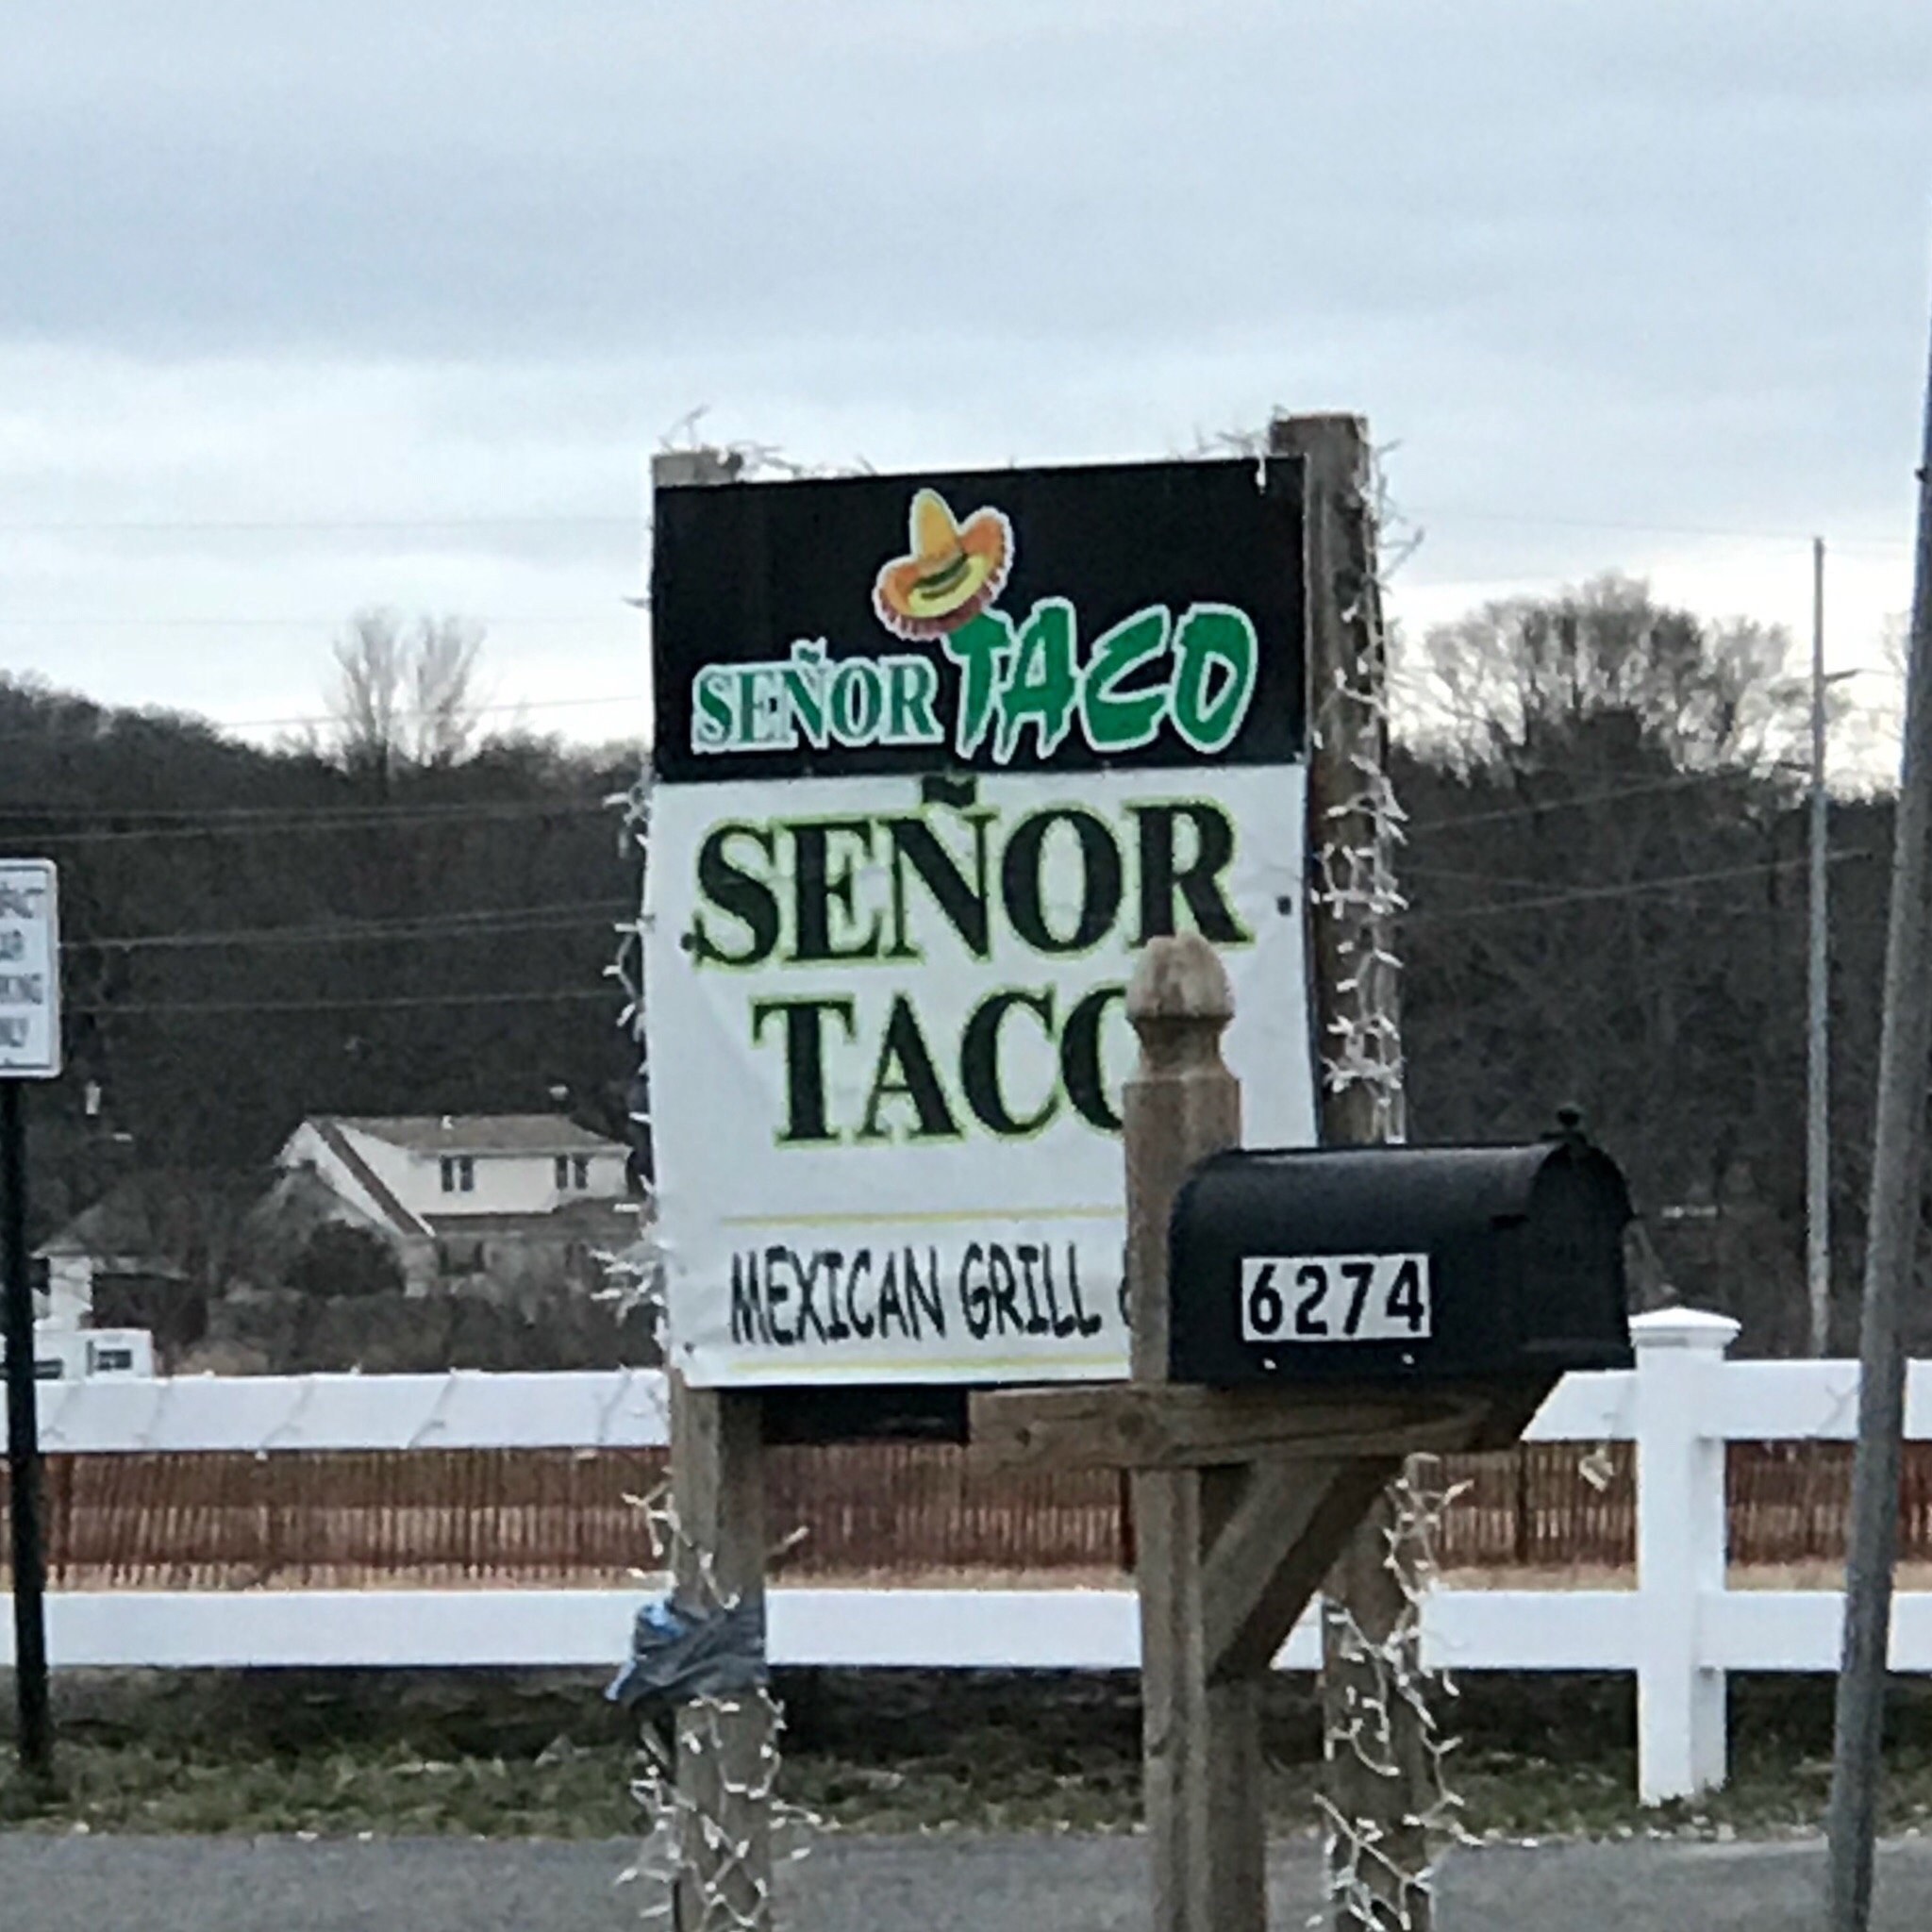 SEÑOR TACO
SEÑOR
TACO
MEXICAN GRILL
6274